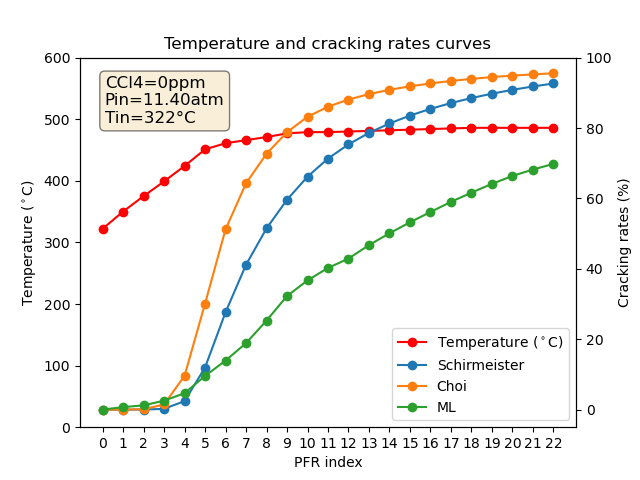 Temperature and cracking rates curves
CCl4=0ppm
Pin=11.40atm
Tin=322°C
600
500
400
300
200
100
0
Temperature (°C)
100
80
60
40
20
0
Cracking rates (%)
Temperature (°C)
Schirmeister
Choi
ML
0 1 2 3 4 5 6 7 8 9 10 11 12 13 14 15 16 17 18 19 20 21 22
PFR index